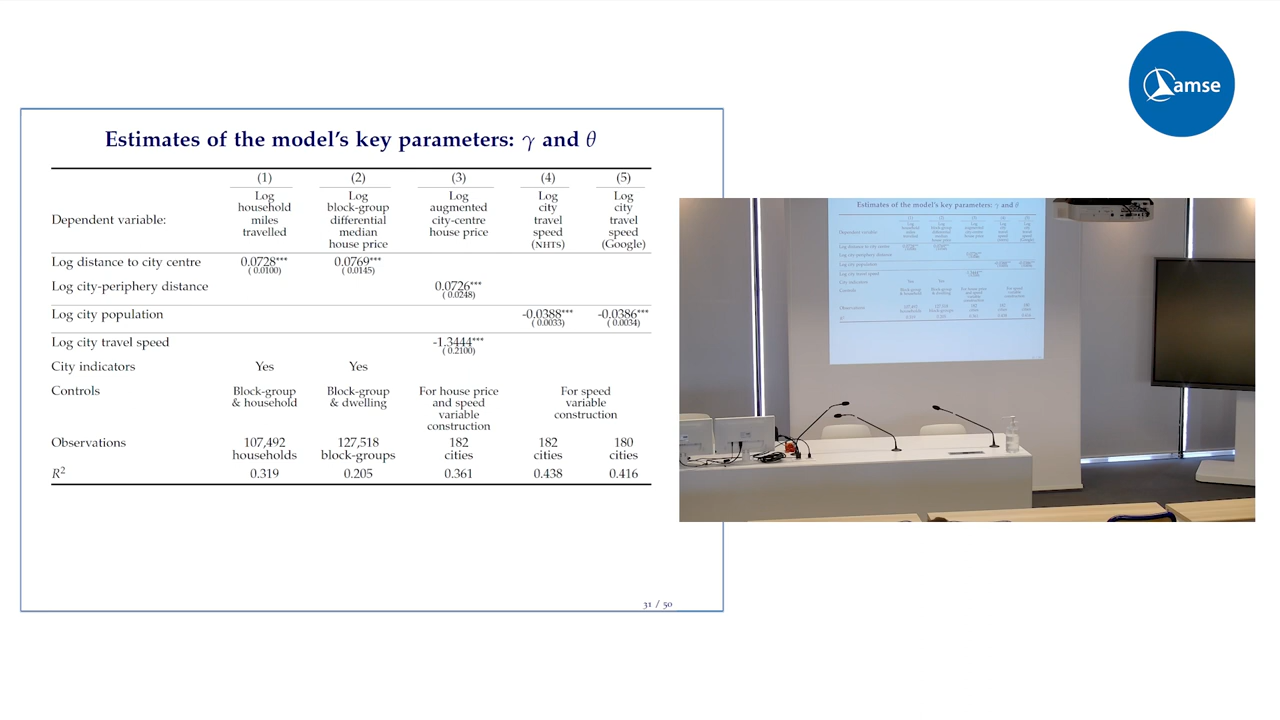 amse
Estimates of the model's key parameters: γ and θ
(1) (2) (3) (4) (5)
Dependent variable: Log household miles travelled Log block-group differential median house price Log augmented city-centre house price Log city travel speed (NHTS) Log city travel speed (Google)
Log distance to city centre 0.0728*** 0.0769***
(0.0100) (0.0145)
Log city-periphery distance 0.0726***
(0.0248)
Log city population -0.0388*** -0.0386***
(0.0033) (0.0034)
Log city travel speed -1.3444***
(0.2100)
City indicators Yes Yes
Controls Block-group & household Block-group & dwelling For house price and speed variable construction For speed variable construction
Observations 107,492 households 127,518 block-groups 182 cities 182 cities 180 cities
R² 0.319 0.205 0.361 0.438 0.416
31 / 50
Estimates of the model's key parameters: γ and θ